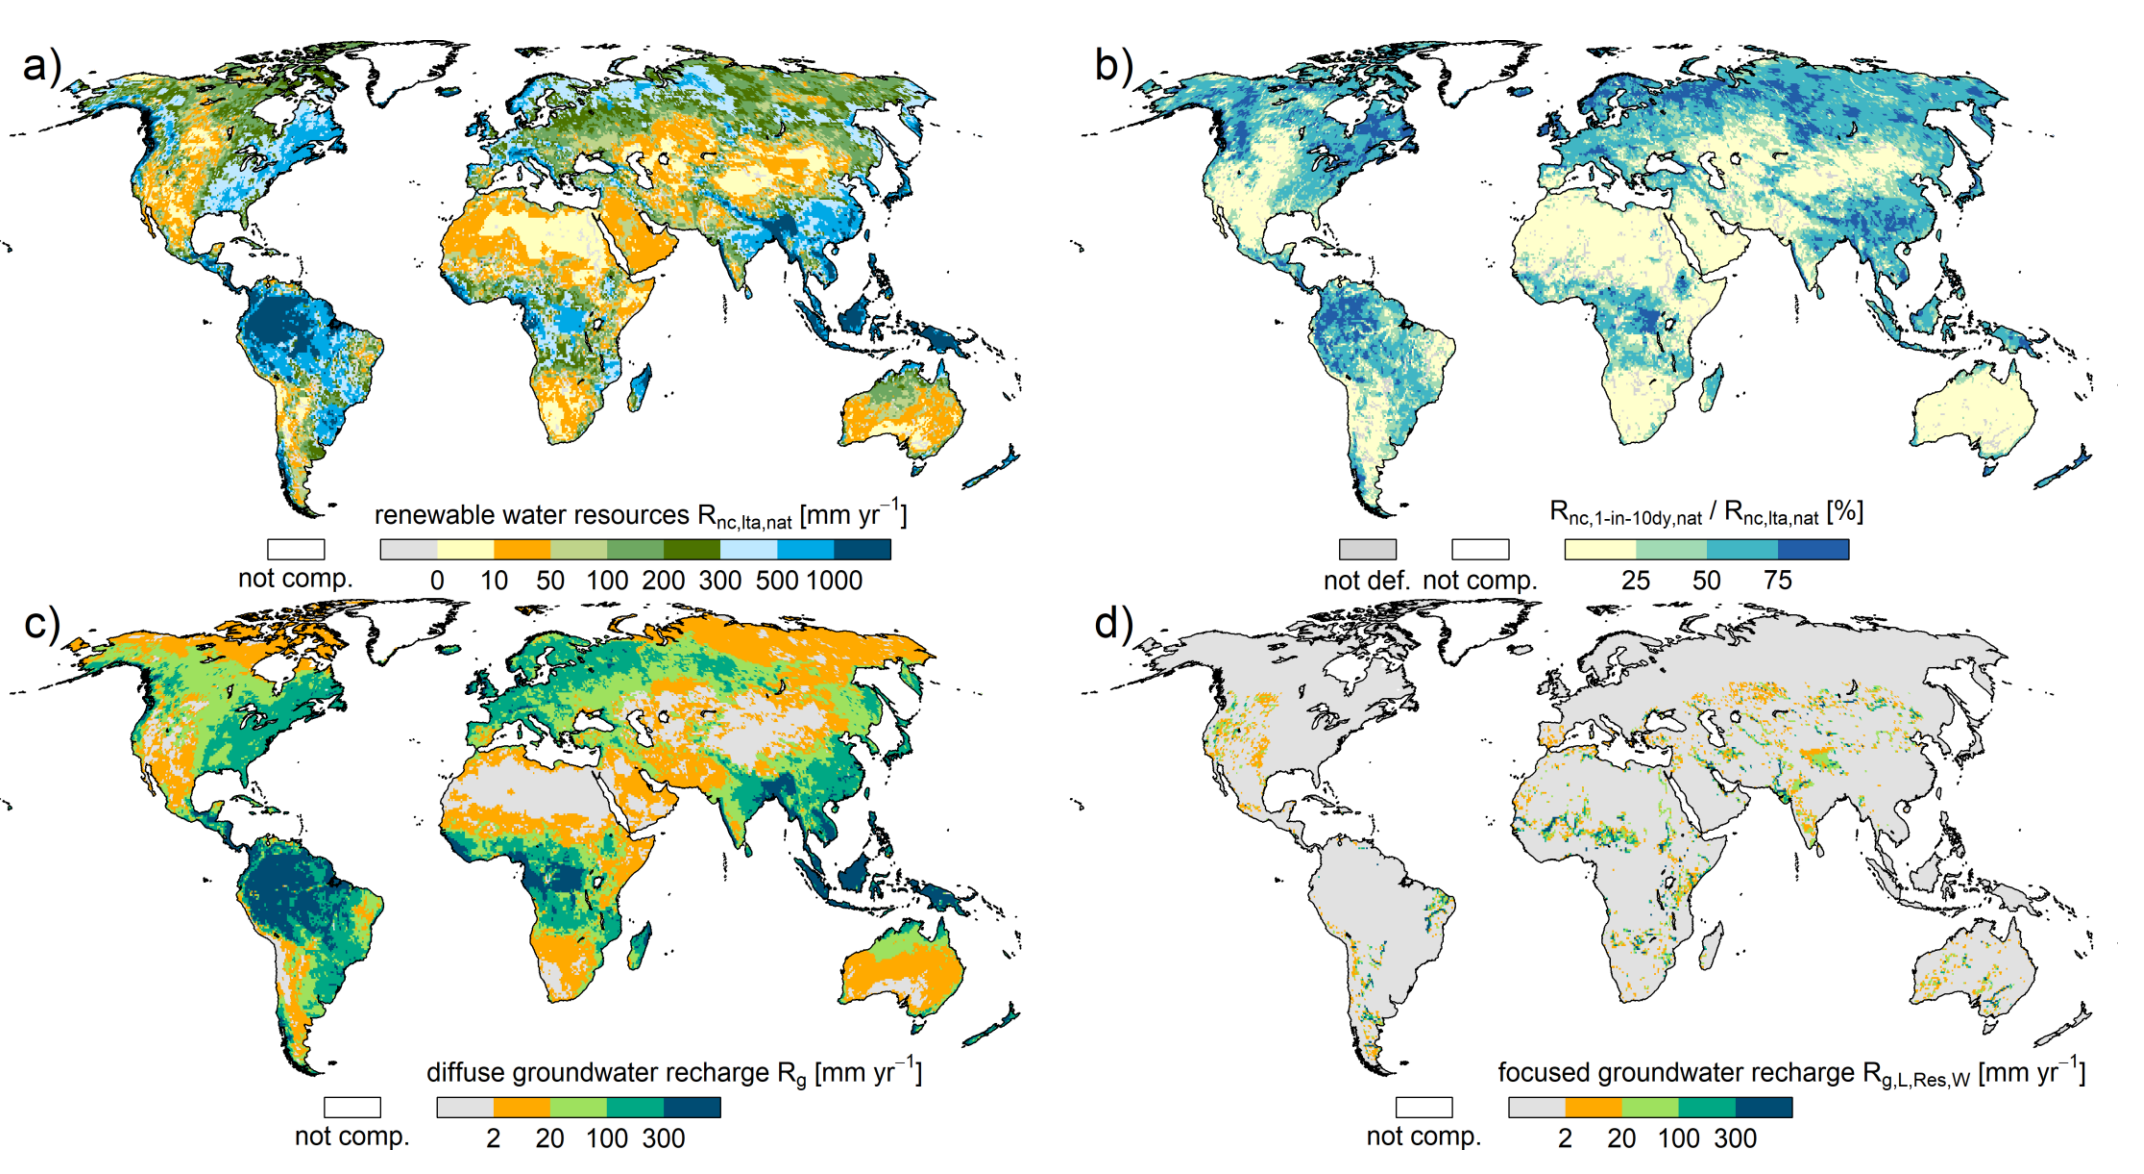 a)
renewable water resources R_nc,lta,nat [mm yr⁻¹]
not comp.
0 10 50 100 200 300 500 1000
b)
R_nc,1-in-10dy,nat / R_nc,lta,nat [%]
not def. not comp.
25 50 75
c)
diffuse groundwater recharge R_g [mm yr⁻¹]
not comp.
2 20 100 300
d)
focused groundwater recharge R_g,L,Res,W [mm yr⁻¹]
not comp.
2 20 100 300